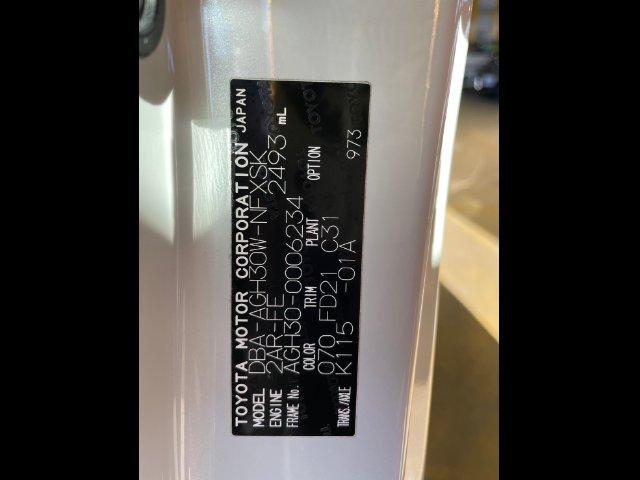 TOYOTA MOTOR CORPORATION JAPAN
MODEL DBA-AGH30W-NFXSK
ENGINE 2AR-FE 2493 mL
FRAME No. AGH30-0006234
COLOR TRIM PLANT OPTION
070 FD21 C31
TRANS./AXLE K115 -01A 973